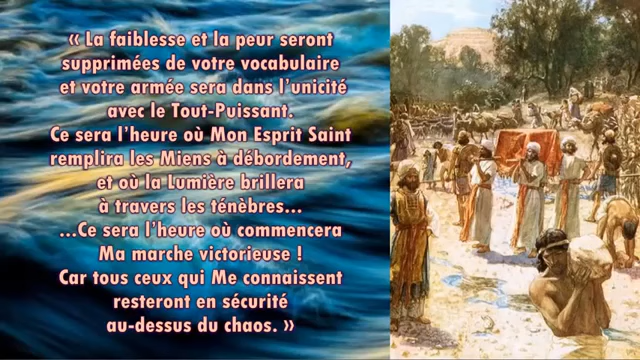 « La faiblesse et la peur seront
supprimées de votre vocabulaire
et votre armée sera dans l'unicité
avec le Tout-Puissant.
Ce sera l'heure où Mon Esprit Saint
remplira les Miens à débordement,
et où la Lumière brillera
à travers les ténèbres...
...Ce sera l'heure où commencera
Ma marche victorieuse !
Car tous ceux qui Me connaissent
resteront en sécurité
au-dessus du chaos. »